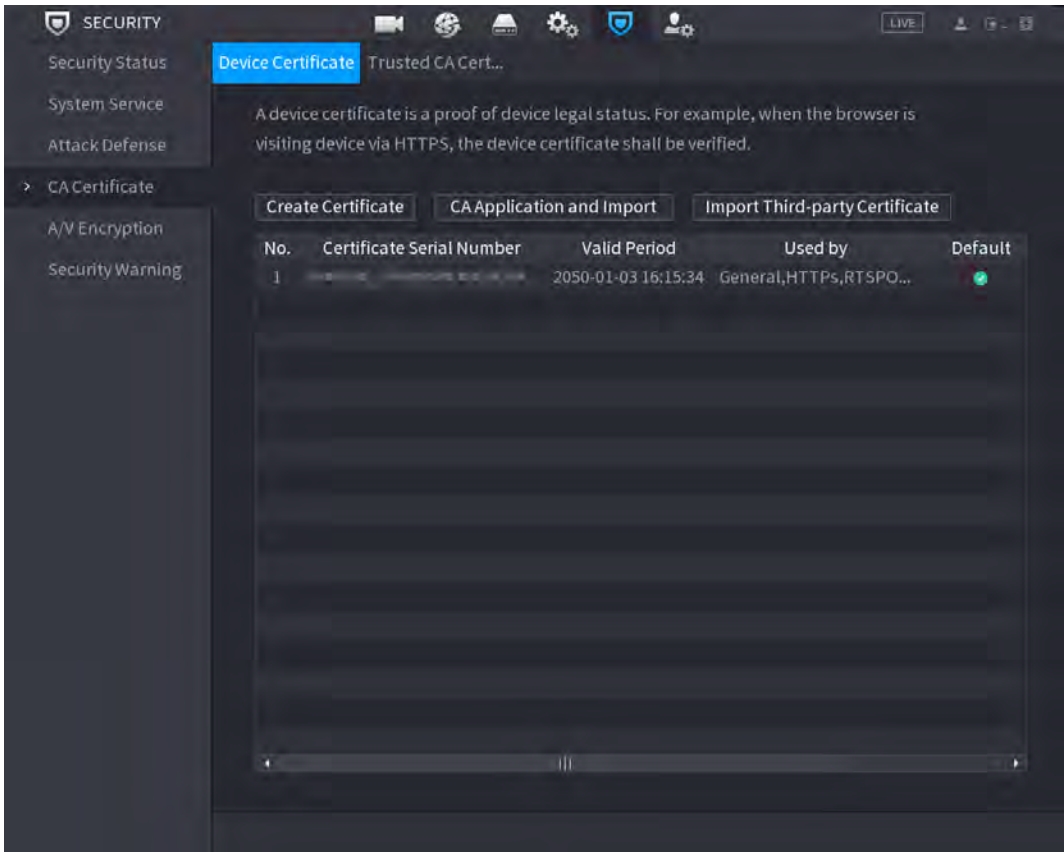 SECURITY
LIVE
Security Status
System Service
Attack Defense
CA Certificate
A/V Encryption
Security Warning
Device Certificate Trusted CA Cert...
A device certificate is a proof of device legal status. For example, when the browser is
visiting device via HTTPS, the device certificate shall be verified.
Create Certificate CA Application and Import Import Third-party Certificate
No. Certificate Serial Number Valid Period Used by Default
1 2050-01-03 16:15:34 General,HTTPs,RTSPO...